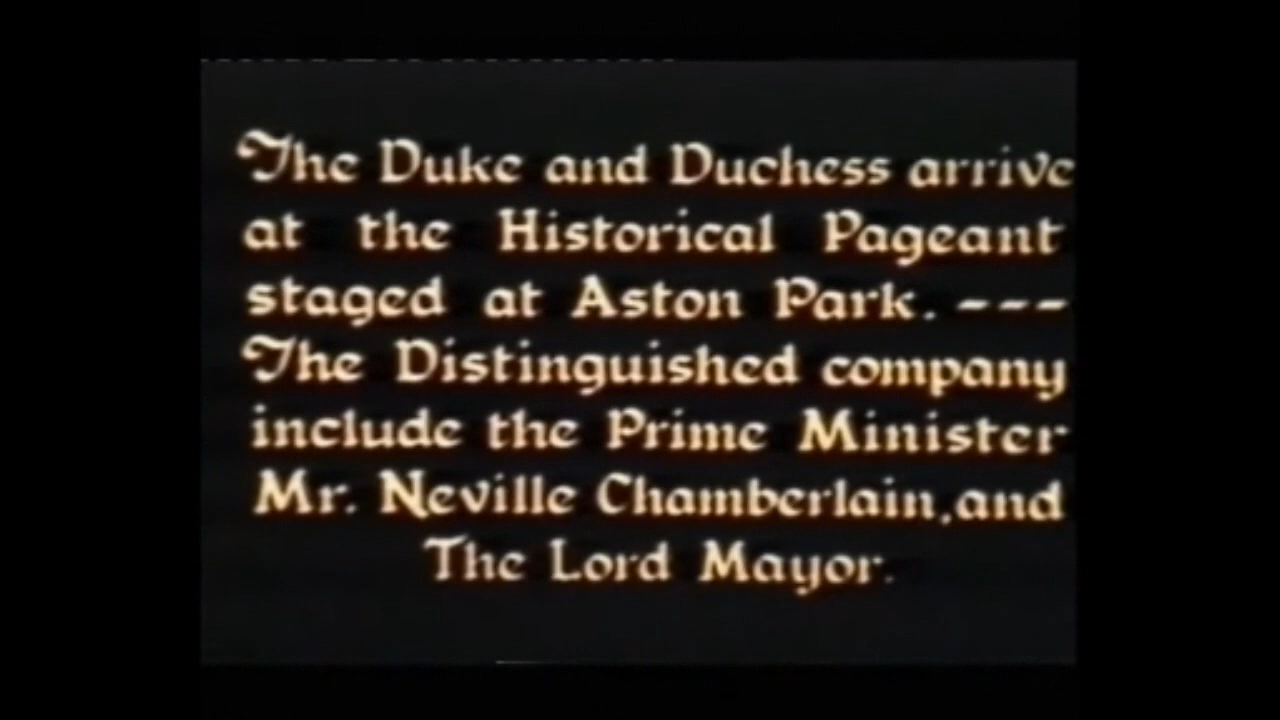 The Duke and Duchess arrive
at the Historical Pageant
staged at Aston Park. ---
The Distinguished company
include the Prime Minister
Mr. Neville Chamberlain, and
The Lord Mayor.